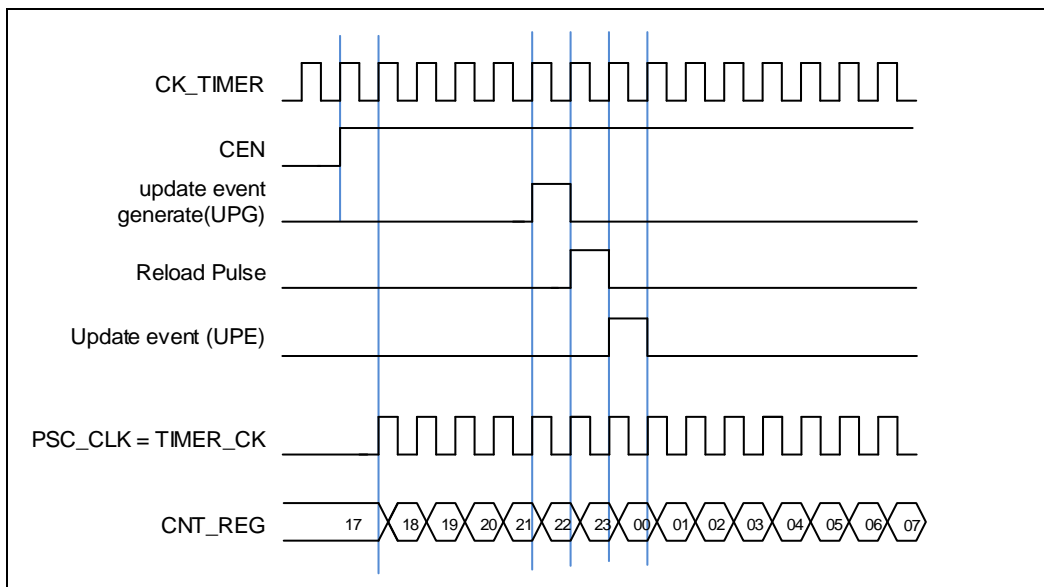 CK_TIMER
CEN
update event
generate(UPG)
Reload Pulse
Update event (UPE)
PSC_CLK = TIMER_CK
CNT_REG 17 18 19 20 21 22 23 00 01 02 03 04 05 06 07